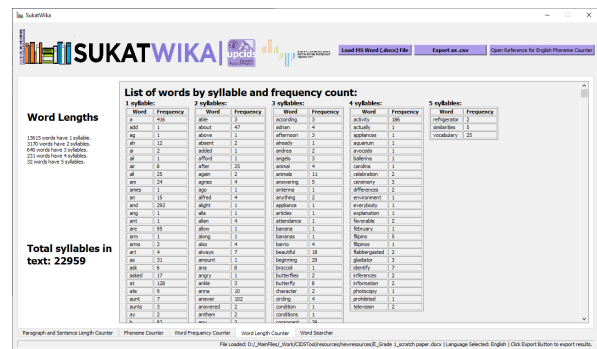 SukatWika
SUKATWIKA
upcids
Load MS Word (.docx) File
Export as .csv
Open Reference for English Phoneme Counter
List of words by syllable and frequency count:
1 syllable: 2 syllables: 3 syllables: 4 syllables: 5 syllables:
Word Frequency Word Frequency Word Frequency Word Frequency Word Frequency
a 416 able 3 according 3 activity 186 refrigerator 2
add 1 about 47 adrian 4 actually 1 similarities 5
ag 1 above 1 afternoon 3 appliances 1 vocabulary 25
ah 12 absent 2 already 1 aquarium 1
ai 2 added 1 andrea 2 avocado 1
ail 1 afford 1 angelo 3 ballerina 1
air 8 after 25 animal 4 carolina 1
all 25 again 2 animals 11 celebration 2
am 24 agnes 4 answering 5 ceremony 3
ames 1 ago 1 antenna 1 differences 2
an 15 alfred 4 anything 2 environment 1
and 292 alight 1 appliance 1 everybody 1
ang 1 alla 1 articles 1 explanation 1
ant 1 allan 4 attendance 1 favorable 2
are 95 allow 1 banana 1 february 1
arm 1 along 1 bananas 1 filipino 5
arms 2 also 4 barrio 4 filipinos 1
art 4 always 7 beautiful 18 flabbergasted 2
as 31 amount 1 beginning 29 gladiator 3
ask 6 ana 8 broccoli 1 identify 7
asked 17 angry 1 butterflies 2 inferences 2
at 128 ankle 3 butterfly 8 information 2
ate 9 anna 10 character 2 photocopy 1
aunt 7 answer 102 circling 4 prohibited 1
aunts 3 answered 2 condition 1 television 2
ay 2 anthem 2 conditions 1
Word Lengths
13615 words have 1 syllable.
3170 words have 2 syllables.
640 words have 3 syllables.
231 words have 4 syllables.
32 words have 5 syllables.
Total syllables in
text: 22959
Paragraph and Sentence Length Counter Phoneme Counter Word Frequency Counter Word Length Counter Word Searcher
File Loaded: D:/_MainFiles/_Work/CIDSTool/resources/newresources/E_Grade 1_scratch paper.docx | Language Selected: English | Click Export Button to export results.